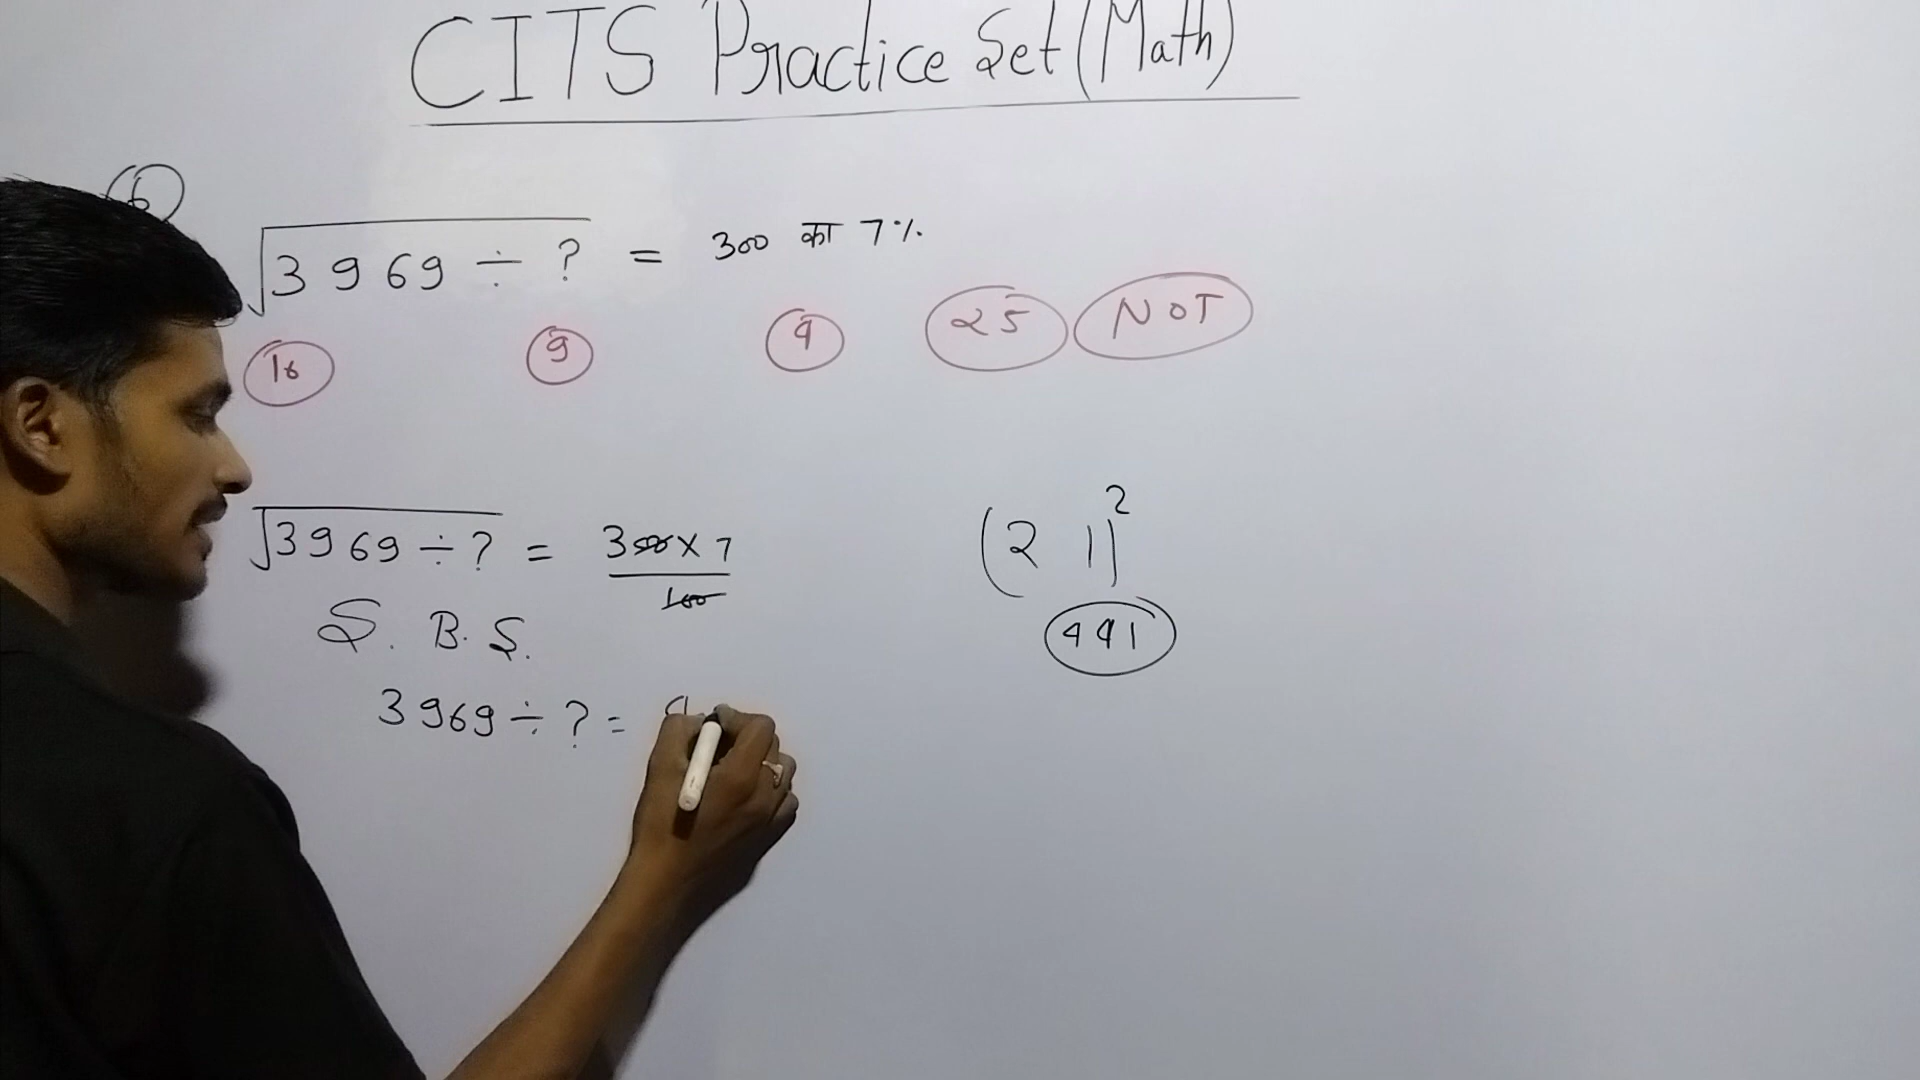 CITS Practice Set (Math)
6
√3969 ÷ ? = 300 का 7%
16 9 4 25 NOT
√3969 ÷ ? = 300 × 7
100
(21)²
S. B. S.
441
3969 ÷ ? =